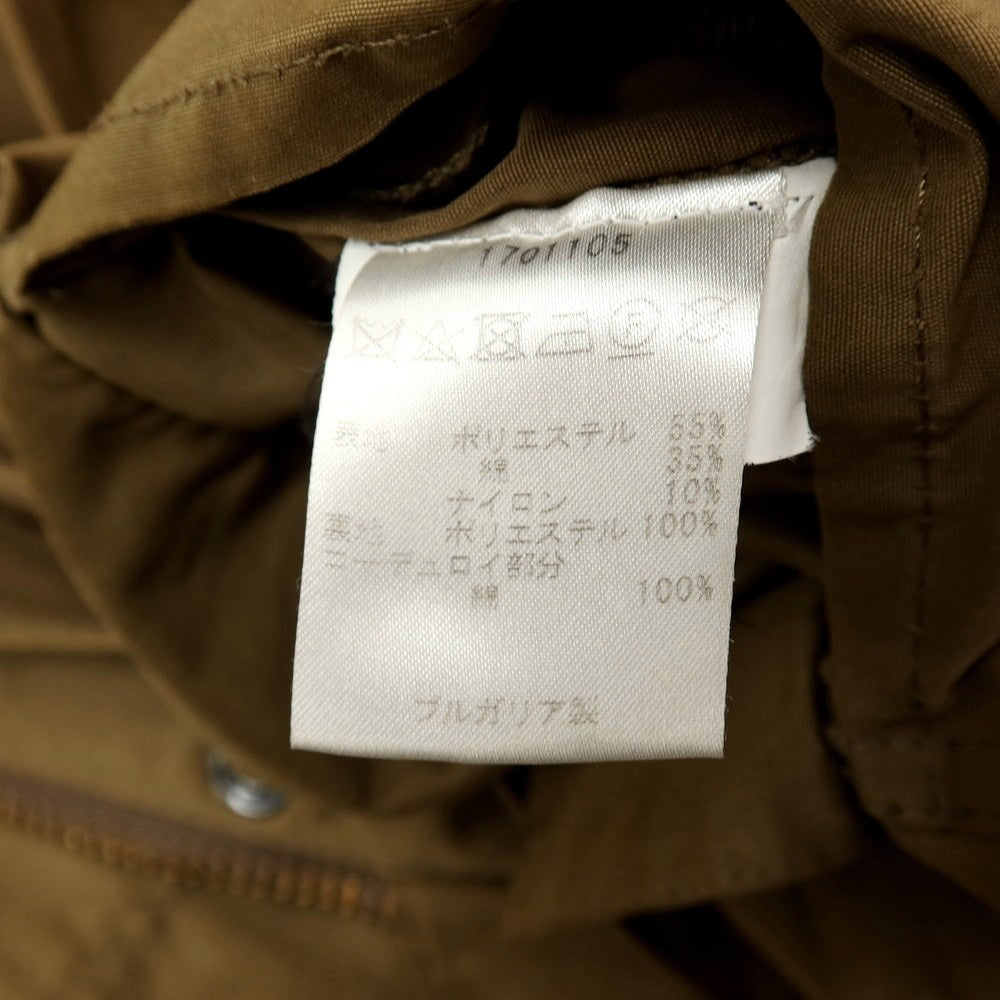 1701105
表地 ポリエステル 55%
綿 35%
ナイロン 10%
裏地 ポリエステル 100%
コーデュロイ部分
綿 100%
ブルガリア製